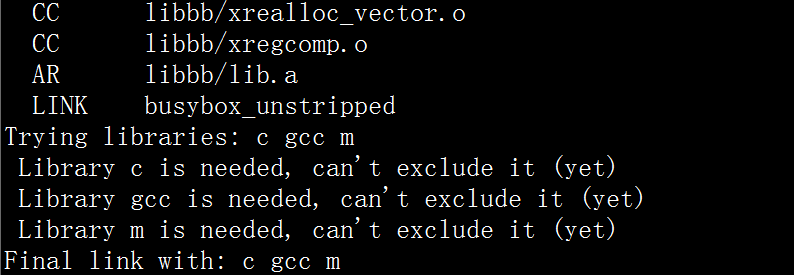 CC      libbb/xrealloc_vector.o
CC      libbb/xregcomp.o
AR      libbb/lib.a
LINK    busybox_unstripped
Trying libraries: c gcc m
Library c is needed, can't exclude it (yet)
Library gcc is needed, can't exclude it (yet)
Library m is needed, can't exclude it (yet)
Final link with: c gcc m